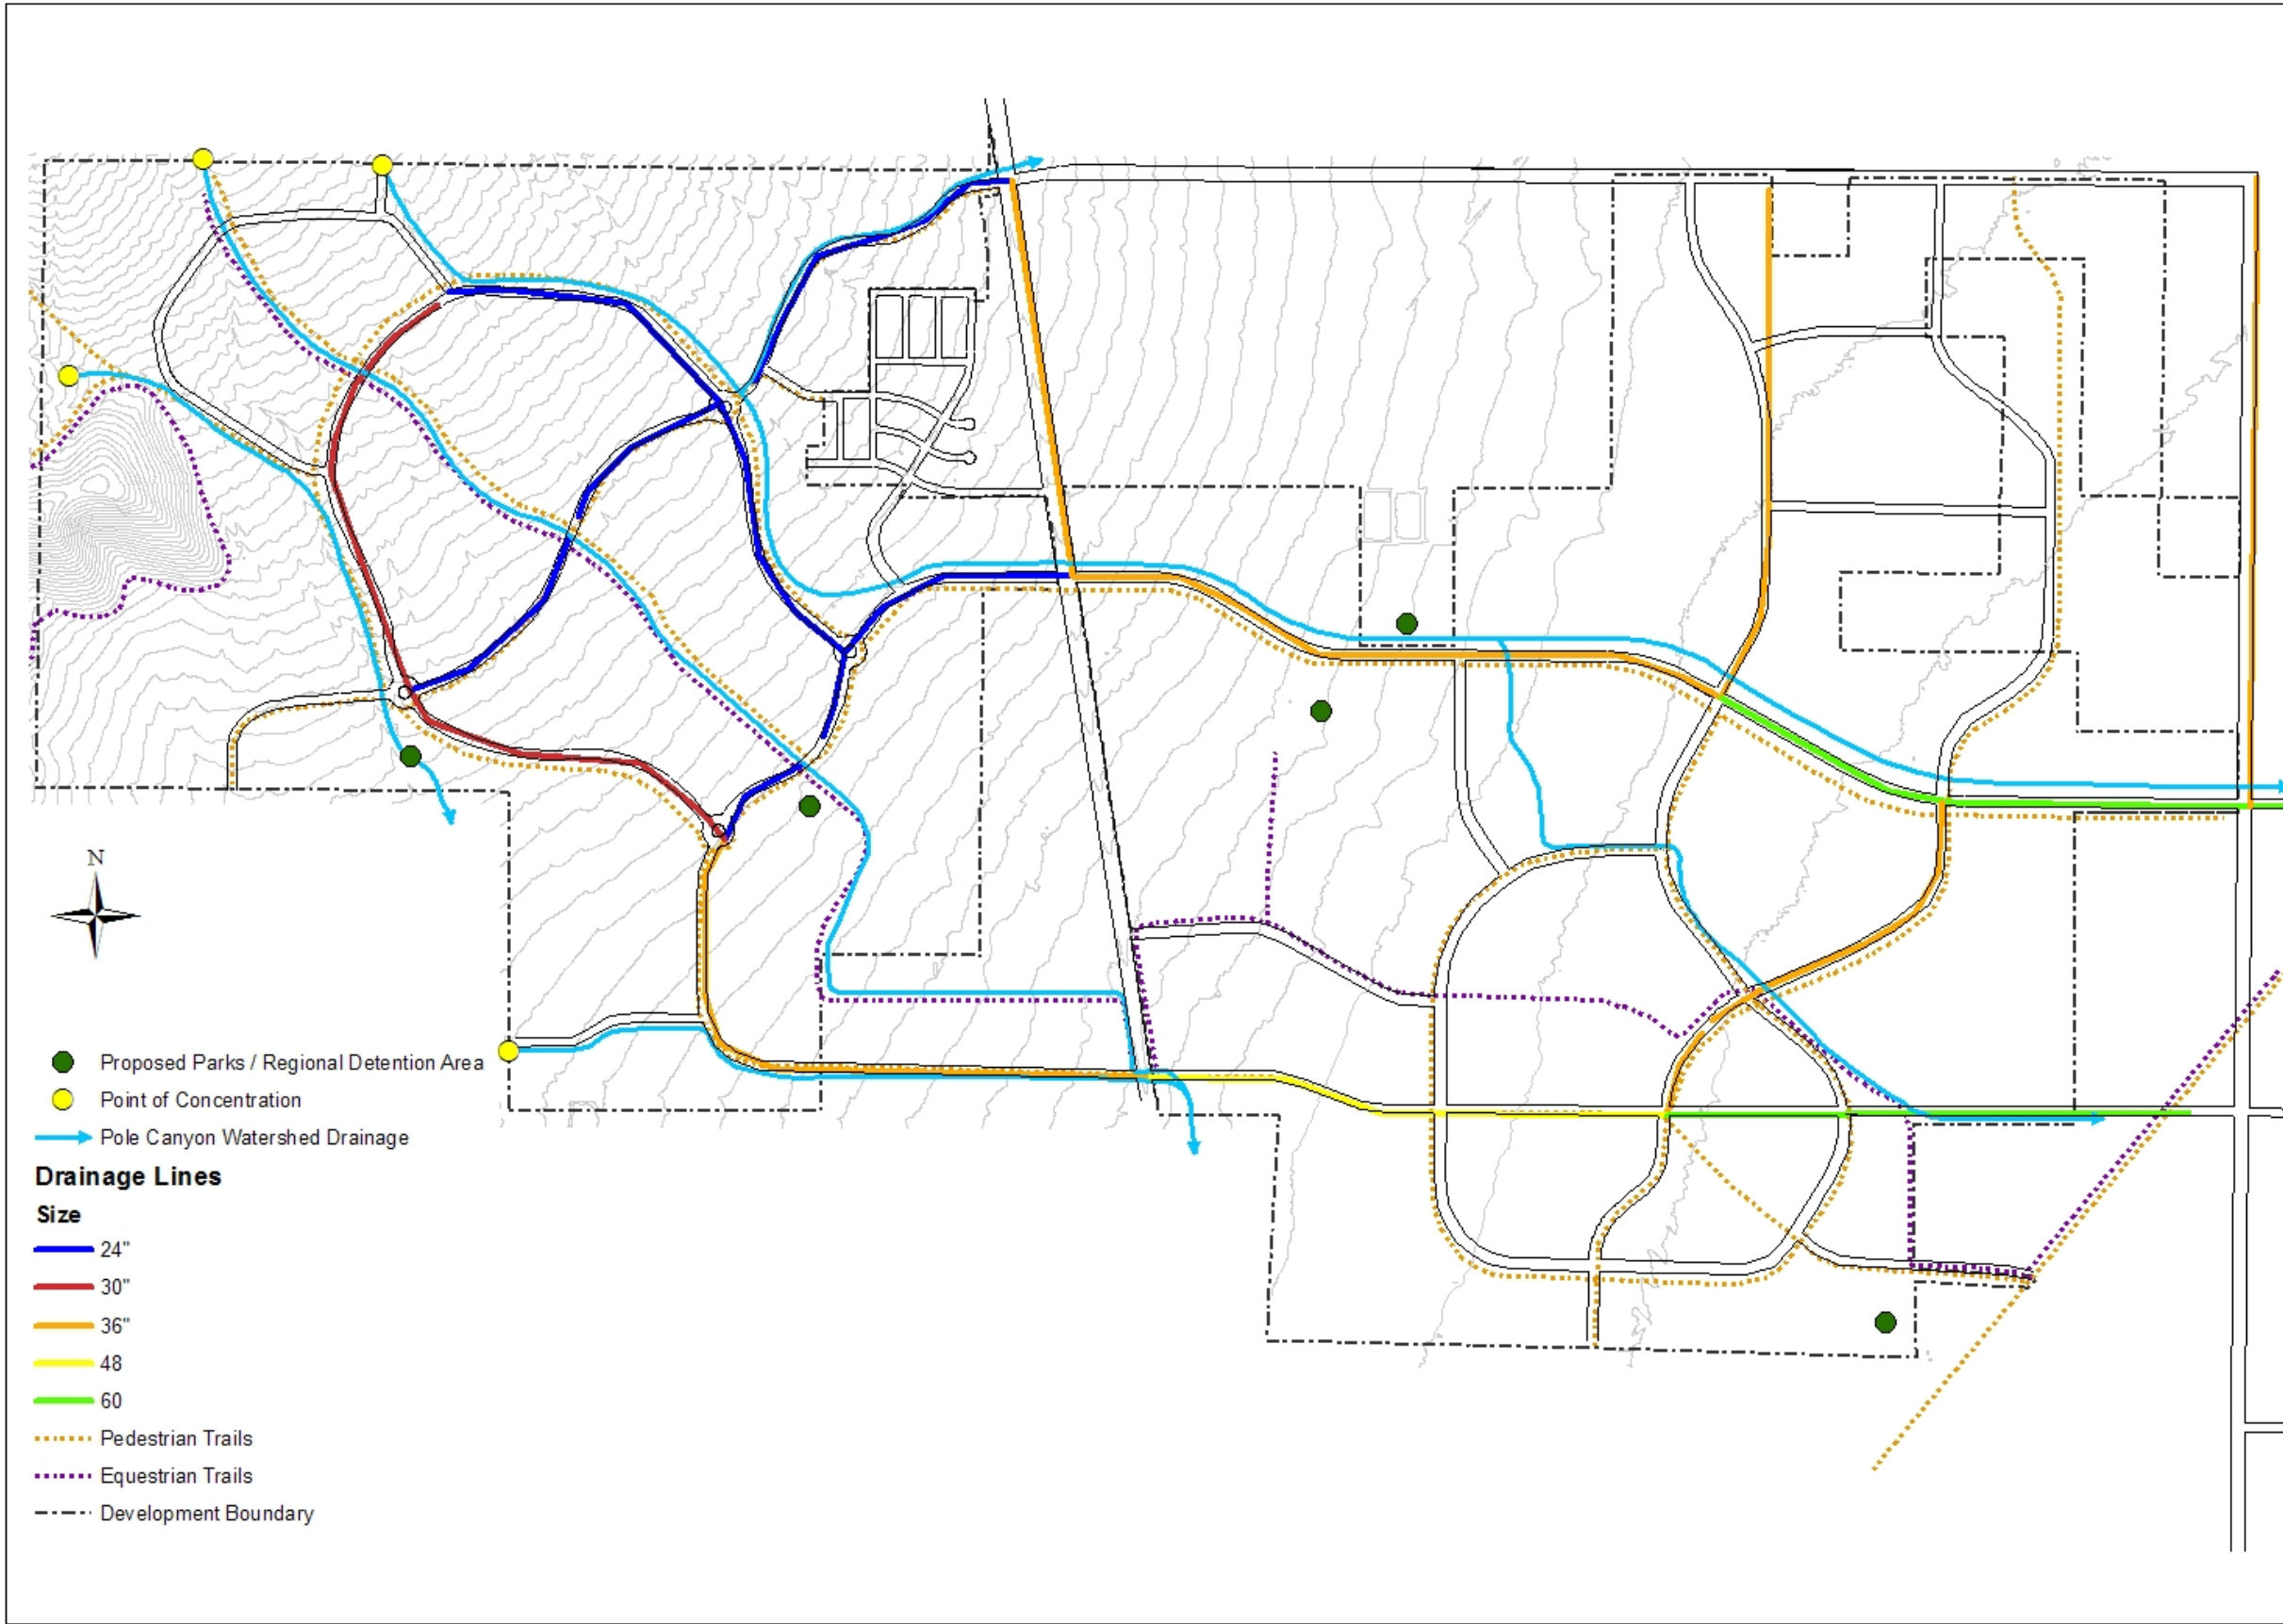 N
Proposed Parks / Regional Detention Area
Point of Concentration
Pole Canyon Watershed Drainage
Drainage Lines
Size
24"
30"
36"
48
60
Pedestrian Trails
Equestrian Trails
Development Boundary